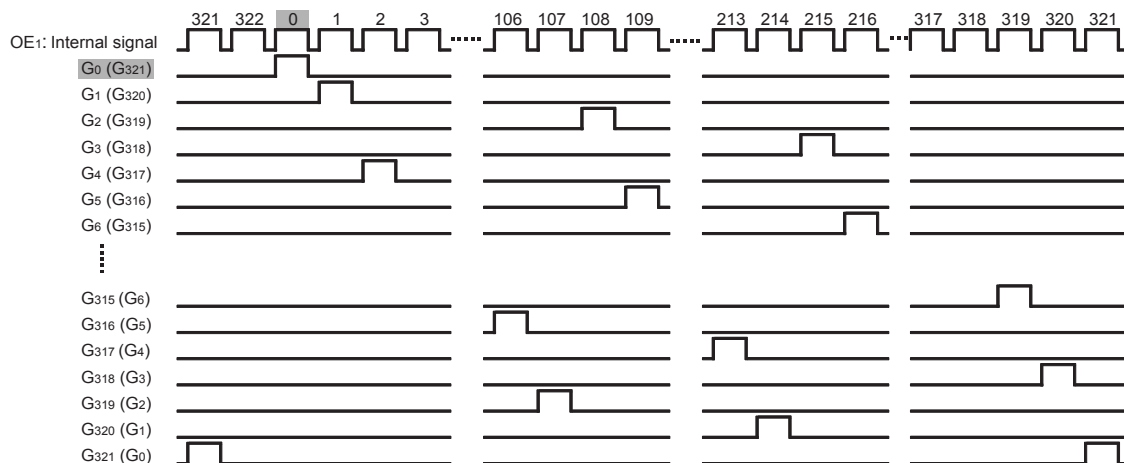 321 322 0 1 2 3 106 107 108 109 213 214 215 216 317 318 319 320 321
OE1: Internal signal
G0 (G321)
G1 (G320)
G2 (G319)
G3 (G318)
G4 (G317)
G5 (G316)
G6 (G315)
G315 (G6)
G316 (G5)
G317 (G4)
G318 (G3)
G319 (G2)
G320 (G1)
G321 (G0)